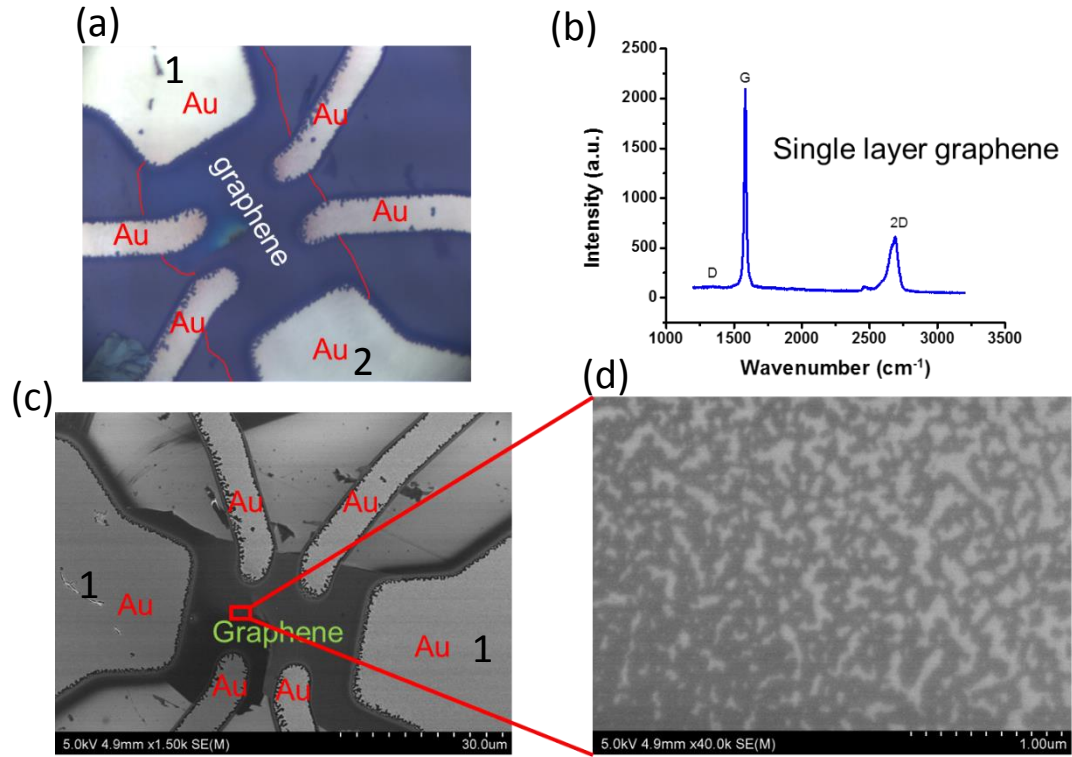 (a)
1
Au
Au
graphene
Au
Au
Au
Au 2
(b)
2500
2000
1500
1000
500
0
Intensity (a.u.)
G
Single layer graphene
2D
D
1000 1500 2000 2500 3000 3500
Wavenumber (cm⁻¹)
(c)
Au
Au
1
Au
Graphene
Au
1
Au
Au
5.0kV 4.9mm x1.50k SE(M)
30.0um
(d)
5.0kV 4.9mm x40.0k SE(M)
1.00um